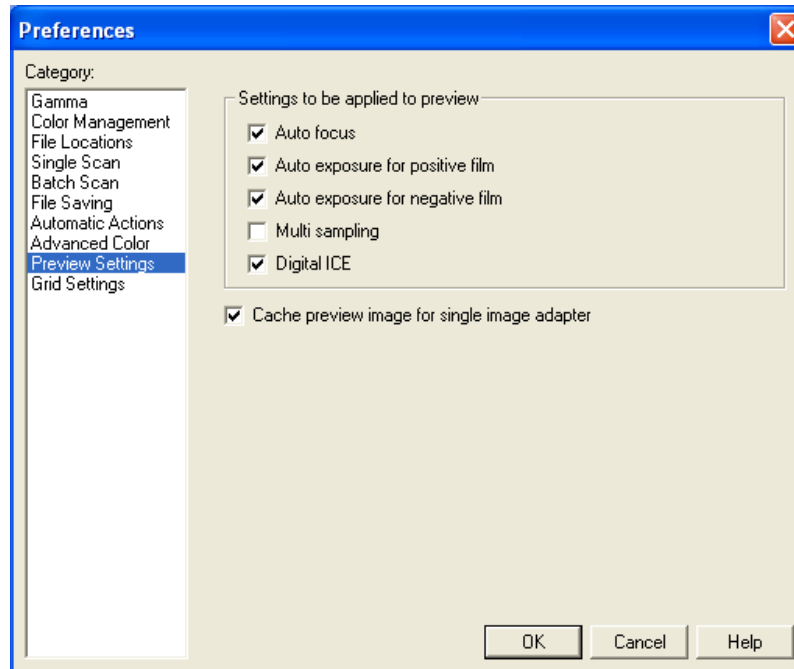 Preferences
Category:
Gamma
Color Management
File Locations
Single Scan
Batch Scan
File Saving
Automatic Actions
Advanced Color
Preview Settings
Grid Settings
Settings to be applied to preview
Auto focus
Auto exposure for positive film
Auto exposure for negative film
Multi sampling
Digital ICE
Cache preview image for single image adapter
OK
Cancel
Help